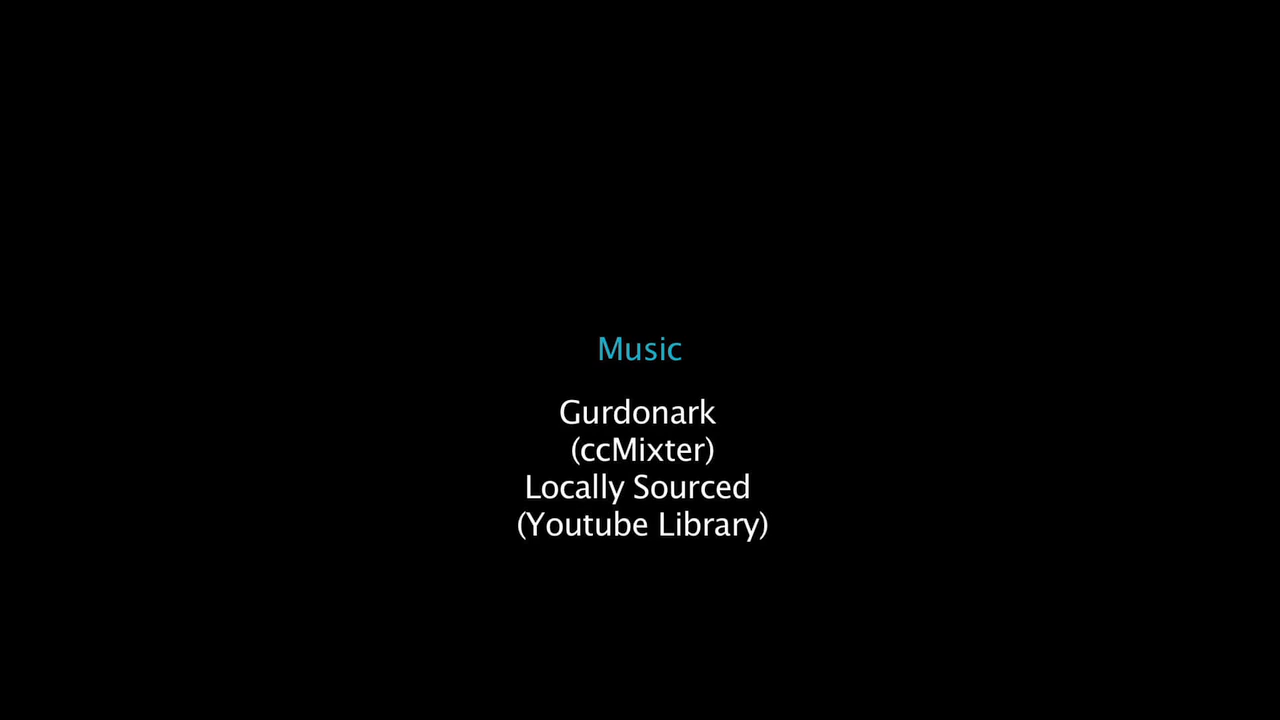 Music
Gurdonark
(ccMixter)
Locally Sourced
(Youtube Library)